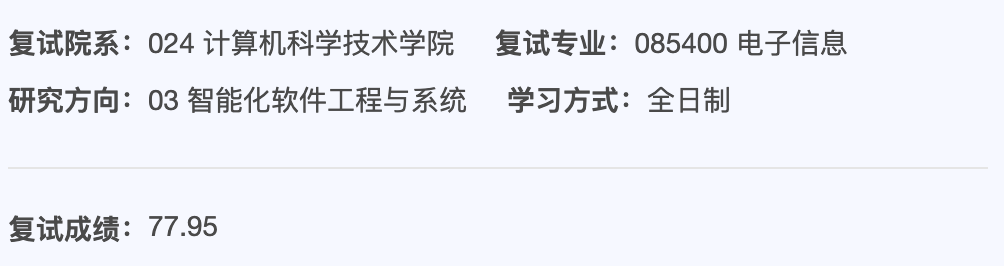 复试院系：024 计算机科学技术学院 复试专业：085400 电子信息
研究方向：03 智能化软件工程与系统 学习方式：全日制
复试成绩：77.95